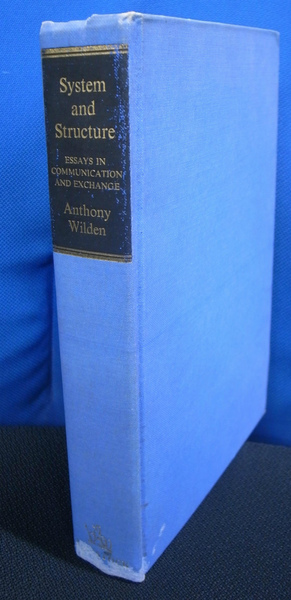 System
and
Structure
ESSAYS IN
COMMUNICATION
AND EXCHANGE
Anthony
Wilden